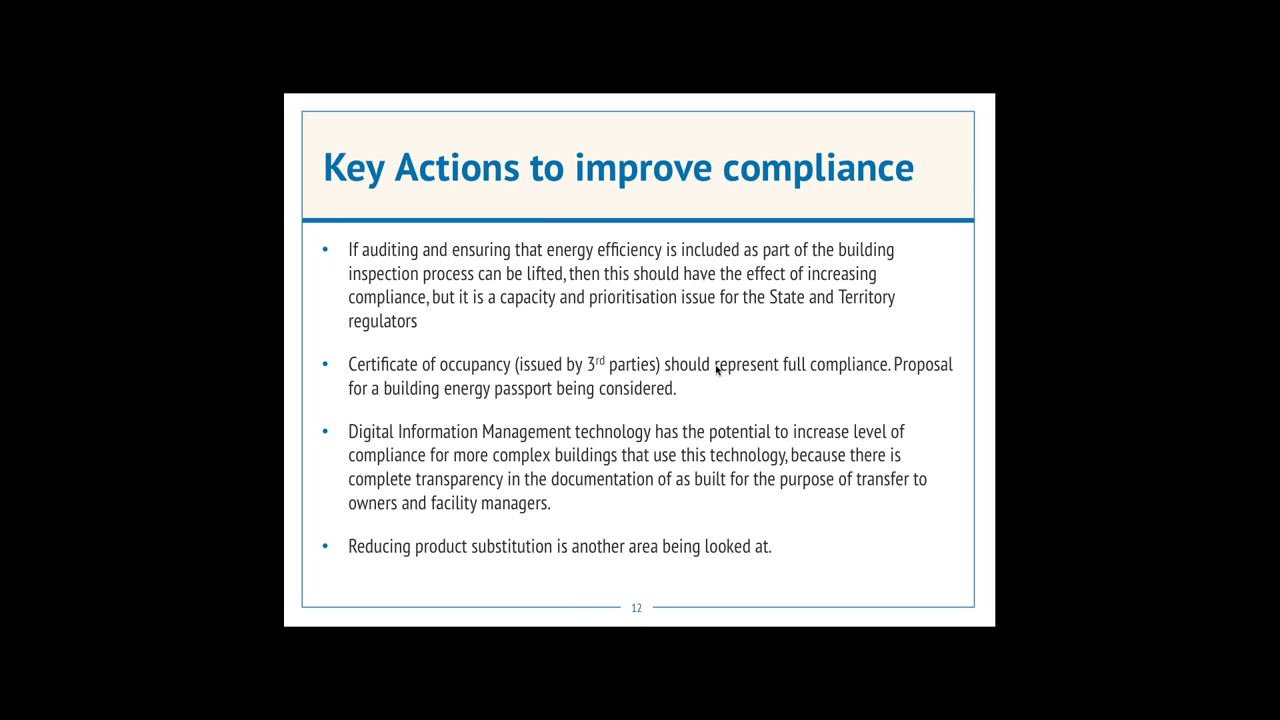 Key Actions to improve compliance
• If auditing and ensuring that energy efficiency is included as part of the building
inspection process can be lifted, then this should have the effect of increasing
compliance, but it is a capacity and prioritisation issue for the State and Territory
regulators
• Certificate of occupancy (issued by 3rd parties) should represent full compliance. Proposal
for a building energy passport being considered.
• Digital Information Management technology has the potential to increase level of
compliance for more complex buildings that use this technology, because there is
complete transparency in the documentation of as built for the purpose of transfer to
owners and facility managers.
• Reducing product substitution is another area being looked at.
12